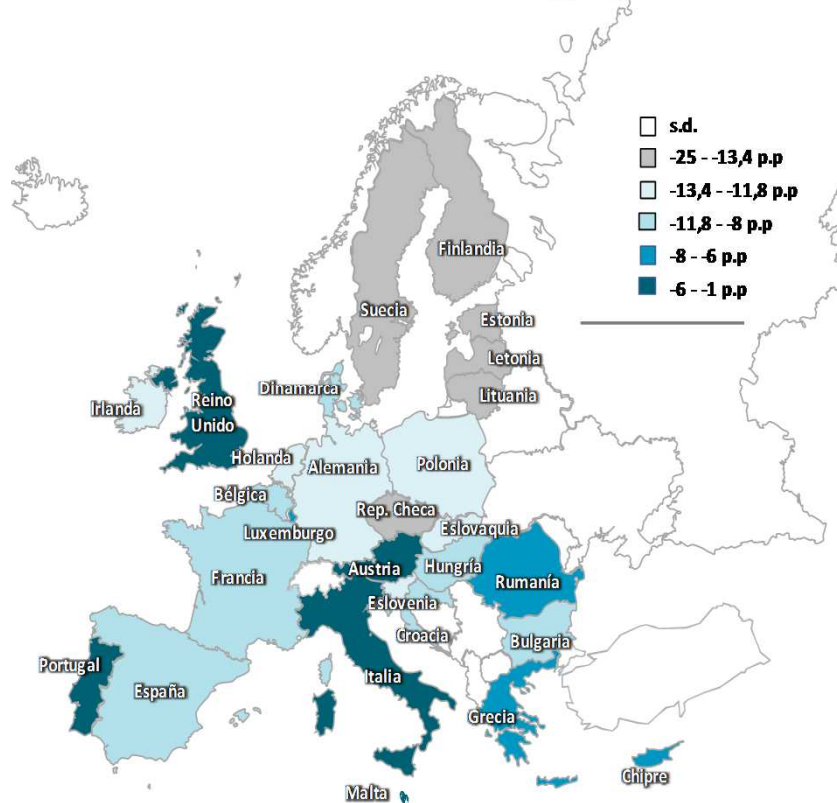 s.d.
-25 - -13,4 p.p
-13,4 - -11,8 p.p
-11,8 - -8 p.p
-8 - -6 p.p
-6 - -1 p.p
Finlandia
Suecia
Estonia
Letonia
Lituania
Dinamarca
Irlanda
Reino
Unido
Holanda
Alemania
Polonia
Bélgica
Rep. Checa
Luxemburgo
Eslovaquia
Francia
Austria
Hungría
Rumanía
Eslovenia
Croacia
Bulgaria
Portugal
España
Italia
Grecia
Chipre
Malta